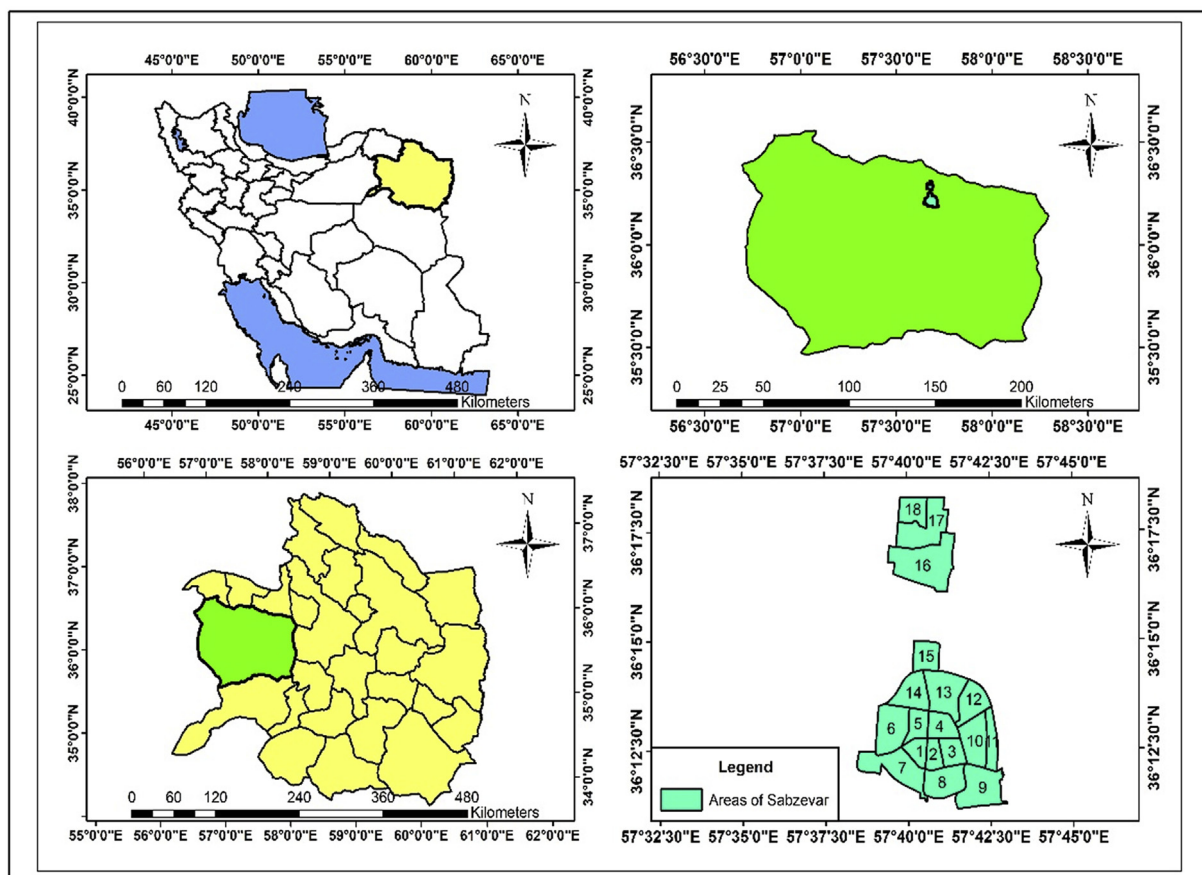 45°0'0"E 50°0'0"E 55°0'0"E 60°0'0"E 65°0'0"E
40°0'0"N
35°0'0"N
30°0'0"N
25°0'0"N
N
40°0'0"N
35°0'0"N
30°0'0"N
25°0'0"N
0 60 120 240 360 480
Kilometers
45°0'0"E 50°0'0"E 55°0'0"E 60°0'0"E 65°0'0"E
56°30'0"E 57°0'0"E 57°30'0"E 58°0'0"E 58°30'0"E
36°30'0"N
36°0'0"N
35°30'0"N
N
36°30'0"N
36°0'0"N
35°30'0"N
0 25 50 100 150 200
Kilometers
56°30'0"E 57°0'0"E 57°30'0"E 58°0'0"E 58°30'0"E
56°0'0"E 57°0'0"E 58°0'0"E 59°0'0"E 60°0'0"E 61°0'0"E 62°0'0"E
38°0'0"N
37°0'0"N
36°0'0"N
35°0'0"N
N
37°0'0"N
36°0'0"N
35°0'0"N
34°0'0"N
0 60 120 240 360 480
Kilometers
55°0'0"E 56°0'0"E 57°0'0"E 58°0'0"E 59°0'0"E 60°0'0"E 61°0'0"E 62°0'0"E
57°32'30"E 57°35'0"E 57°37'30"E 57°40'0"E 57°42'30"E 57°45'0"E
36°17'30"N
36°15'0"N
36°12'30"N
N
18 17
16
15
14 13 12
6 5 4 10 11
1 2 3
7 8 9
36°17'30"N
36°15'0"N
36°12'30"N
Legend
Areas of Sabzevar
57°32'30"E 57°35'0"E 57°37'30"E 57°40'0"E 57°42'30"E 57°45'0"E